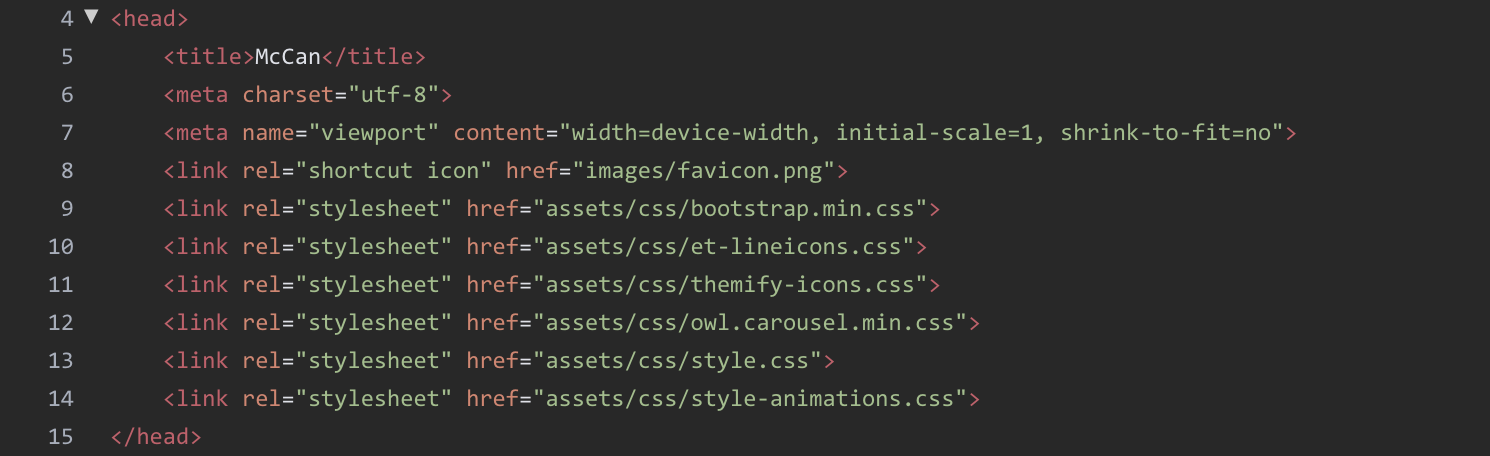 4 ▼ <head>
5 <title>McCan</title>
6 <meta charset="utf-8">
7 <meta name="viewport" content="width=device-width, initial-scale=1, shrink-to-fit=no">
8 <link rel="shortcut icon" href="images/favicon.png">
9 <link rel="stylesheet" href="assets/css/bootstrap.min.css">
10 <link rel="stylesheet" href="assets/css/et-lineicons.css">
11 <link rel="stylesheet" href="assets/css/themify-icons.css">
12 <link rel="stylesheet" href="assets/css/owl.carousel.min.css">
13 <link rel="stylesheet" href="assets/css/style.css">
14 <link rel="stylesheet" href="assets/css/style-animations.css">
15 </head>